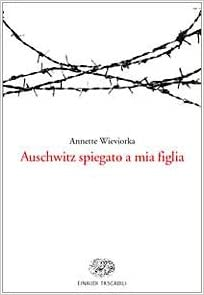 Annette Wieviorka
Auschwitz spiegato a mia figlia
EINAUDI TASCABILI